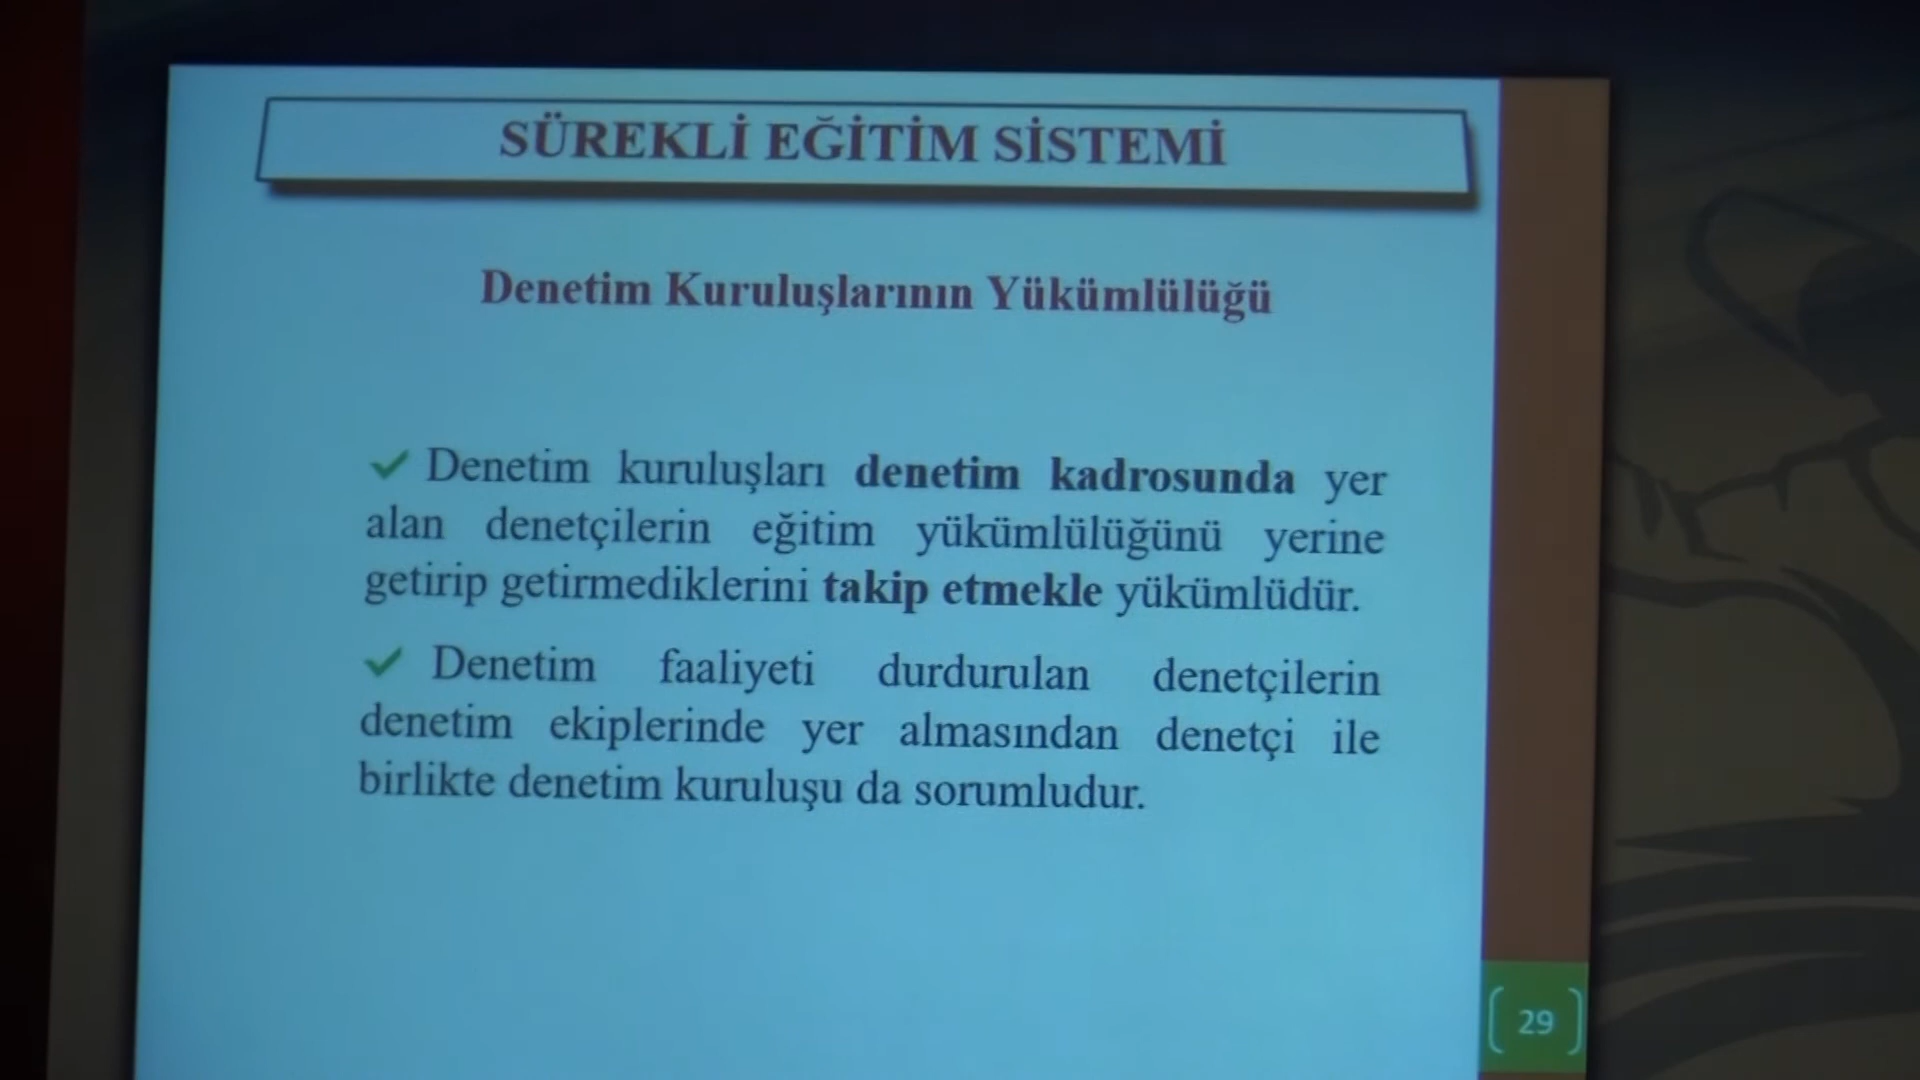 SÜREKLİ EĞİTİM SİSTEMİ
Denetim Kuruluşlarının Yükümlülüğü
✓ Denetim kuruluşları denetim kadrosunda yer
alan denetçilerin eğitim yükümlülüğünü yerine
getirip getirmediklerini takip etmekle yükümlüdür.
✓ Denetim faaliyeti durdurulan denetçilerin
denetim ekiplerinde yer almasından denetçi ile
birlikte denetim kuruluşu da sorumludur.
29